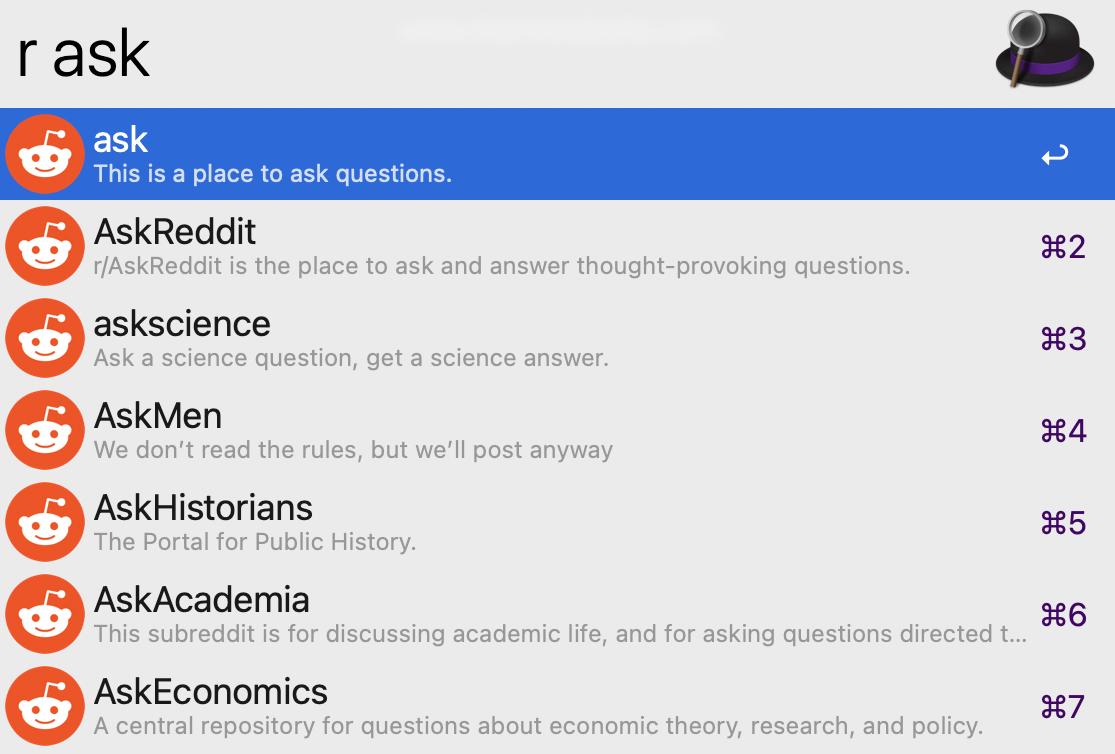 r ask
ask
This is a place to ask questions.
AskReddit
r/AskReddit is the place to ask and answer thought-provoking questions.
⌘2
askscience
Ask a science question, get a science answer.
⌘3
AskMen
We don’t read the rules, but we’ll post anyway
⌘4
AskHistorians
The Portal for Public History.
⌘5
AskAcademia
This subreddit is for discussing academic life, and for asking questions directed t...
⌘6
AskEconomics
A central repository for questions about economic theory, research, and policy.
⌘7